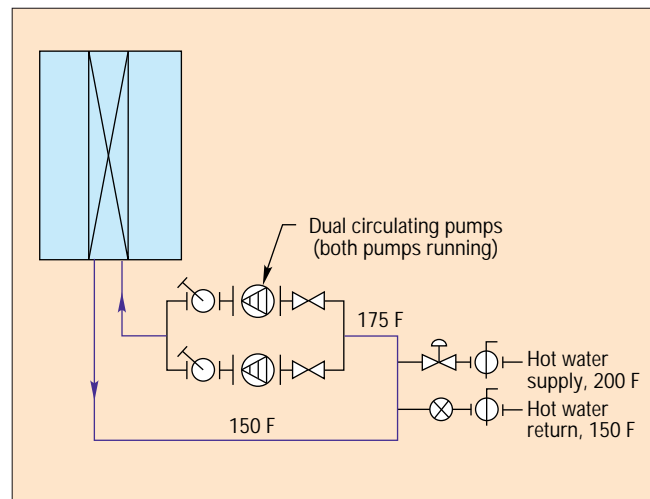 Dual circulating pumps
(both pumps running)
175 F
Hot water
supply, 200 F
Hot water
return, 150 F
150 F